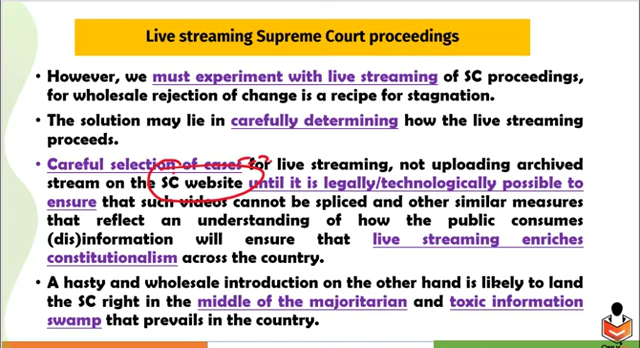 Live streaming Supreme Court proceedings
• However, we must experiment with live streaming of SC proceedings,
for wholesale rejection of change is a recipe for stagnation.
• The solution may lie in carefully determining how the live streaming
proceeds.
• Careful selection of cases for live streaming, not uploading archived
stream on the SC website until it is legally/technologically possible to
ensure that such videos cannot be spliced and other similar measures
that reflect an understanding of how the public consumes
(dis)information will ensure that live streaming enriches
constitutionalism across the country.
• A hasty and wholesale introduction on the other hand is likely to land
the SC right in the middle of the majoritarian and toxic information
swamp that prevails in the country.